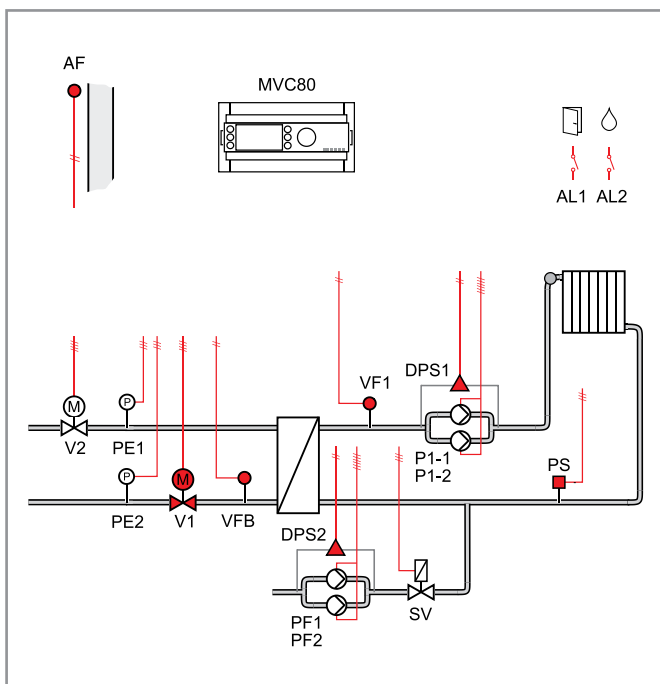 AF
MVC80
AL1 AL2
VF1
DPS1
M
V2
P
PE1
P1-1
P1-2
PS
P
PE2
M
V1
VFB
DPS2
PF1
PF2
SV